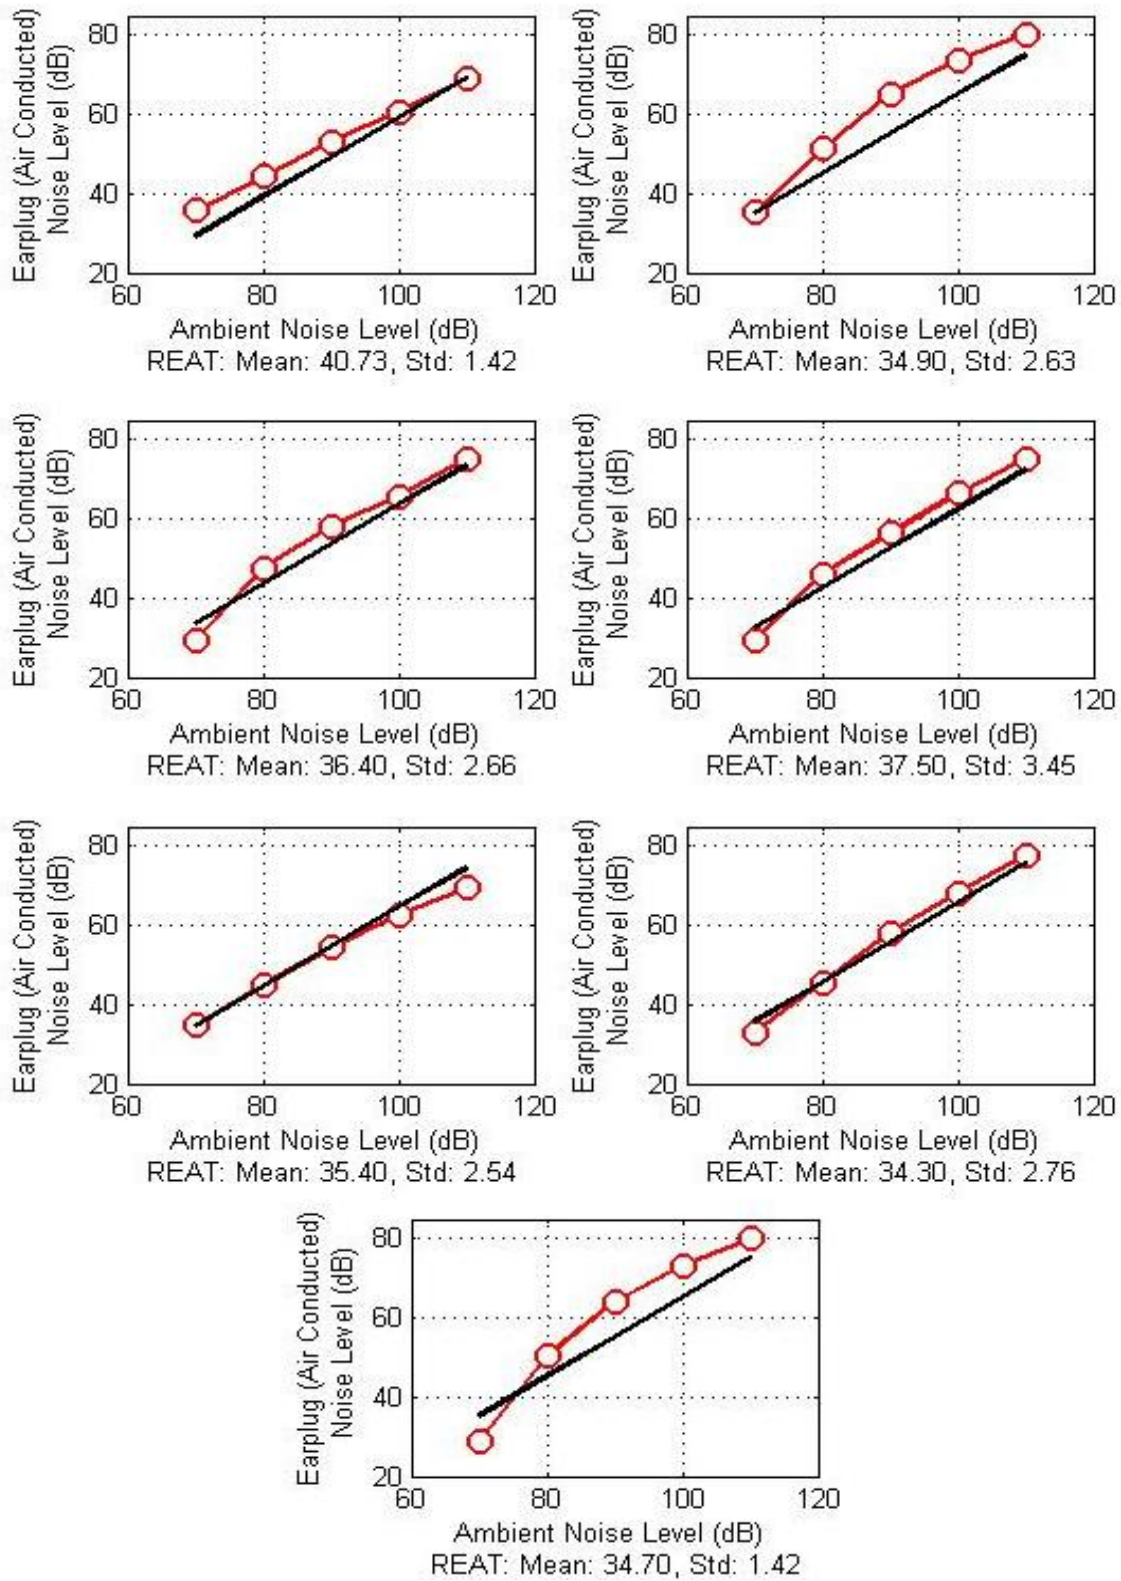 Earplug (Air Conducted)
Noise Level (dB)
80
60
40
20
60
80
100
120
Ambient Noise Level (dB)
REAT: Mean: 40.73, Std: 1.42
Earplug (Air Conducted)
Noise Level (dB)
80
60
40
20
60
80
100
120
Ambient Noise Level (dB)
REAT: Mean: 34.90, Std: 2.63
Earplug (Air Conducted)
Noise Level (dB)
80
60
40
20
60
80
100
120
Ambient Noise Level (dB)
REAT: Mean: 36.40, Std: 2.66
Earplug (Air Conducted)
Noise Level (dB)
80
60
40
20
60
80
100
120
Ambient Noise Level (dB)
REAT: Mean: 37.50, Std: 3.45
Earplug (Air Conducted)
Noise Level (dB)
80
60
40
20
60
80
100
120
Ambient Noise Level (dB)
REAT: Mean: 35.40, Std: 2.54
Earplug (Air Conducted)
Noise Level (dB)
80
60
40
20
60
80
100
120
Ambient Noise Level (dB)
REAT: Mean: 34.30, Std: 2.76
Earplug (Air Conducted)
Noise Level (dB)
80
60
40
20
60
80
100
120
Ambient Noise Level (dB)
REAT: Mean: 34.70, Std: 1.42